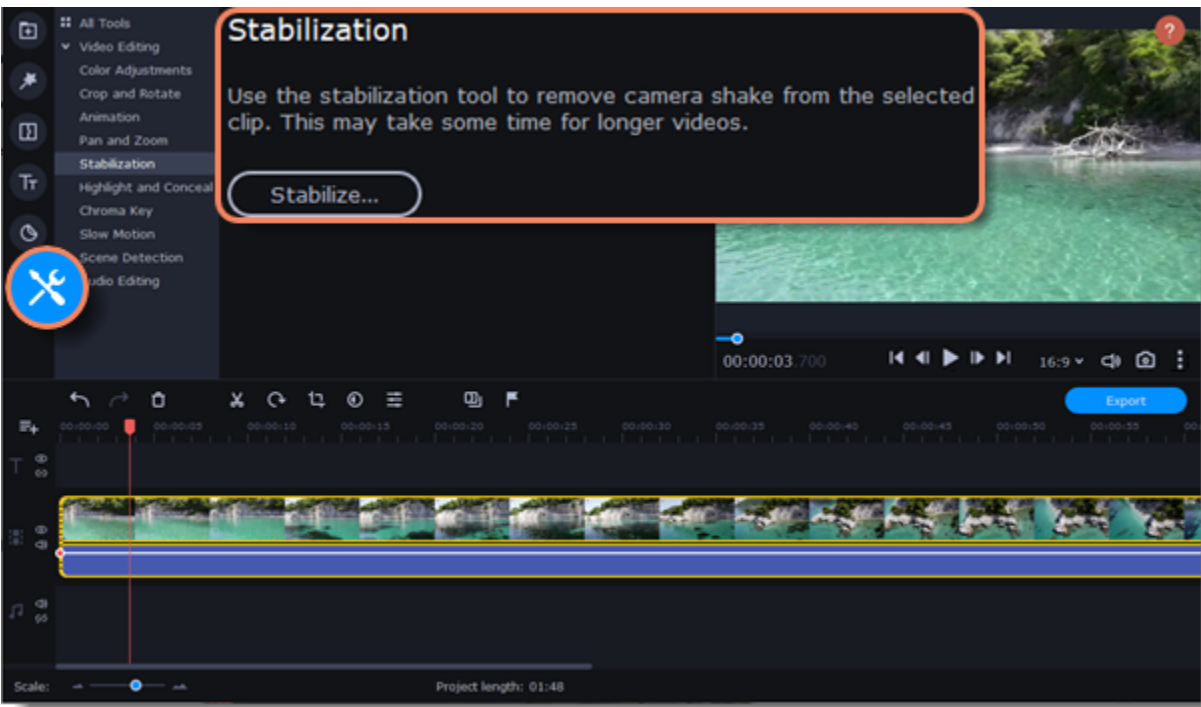 All Tools
Video Editing
Color Adjustments
Crop and Rotate
Animation
Pan and Zoom
Stabilization
Highlight and Conceal
Chroma Key
Slow Motion
Scene Detection
udio Editing
Stabilization
Use the stabilization tool to remove camera shake from the selected
clip. This may take some time for longer videos.
Stabilize...
?
Tт
00:00:03.700
16:9
Export
00:00:00 00:00:05 00:00:10 00:00:15 00:00:20 00:00:25 00:00:30 00:00:35 00:00:40 00:00:45 00:00:50 00:00:55 00:
T
Scale:
Project length: 01:48